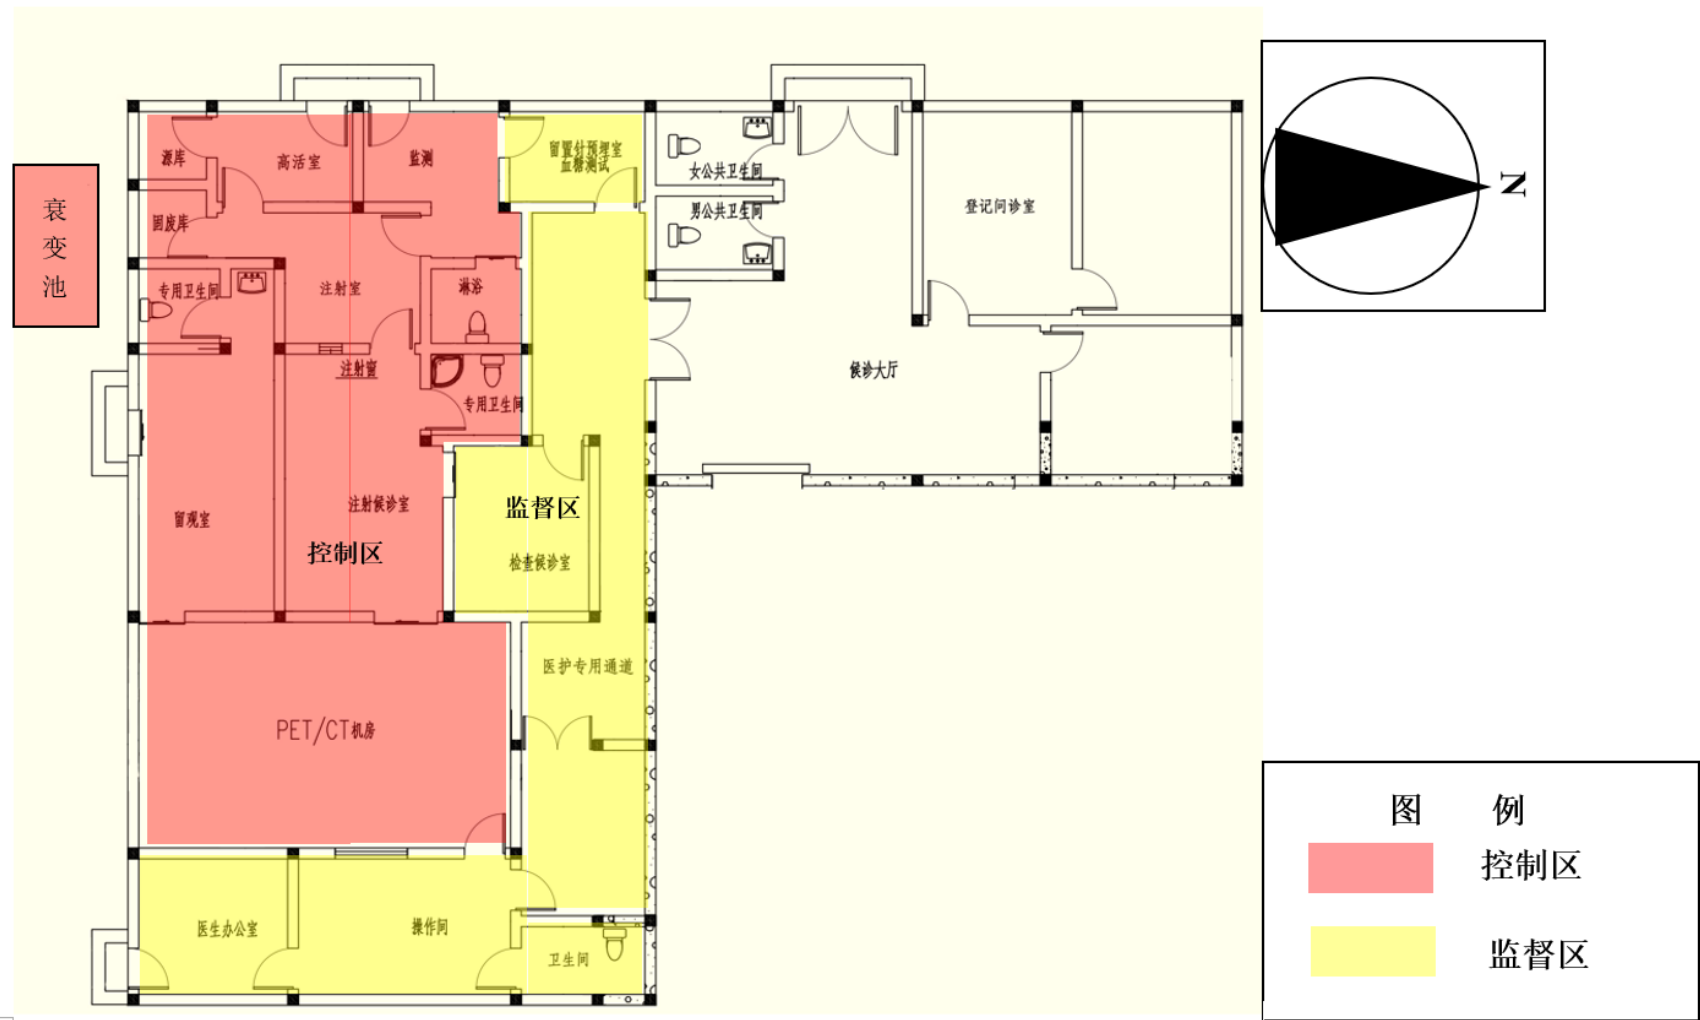 源库
高活室
监测
留置针预埋室
血糖测试
女公共卫生间
男公共卫生间
登记问诊室
N
衰
变
池
固废库
专用卫生间
注射室
淋浴
注射窗
专用卫生间
候诊大厅
留观室
注射候诊室
控制区
监督区
检查候诊室
医护专用通道
PET/CT机房
医生办公室
操作间
卫生间
图 例
控制区
监督区